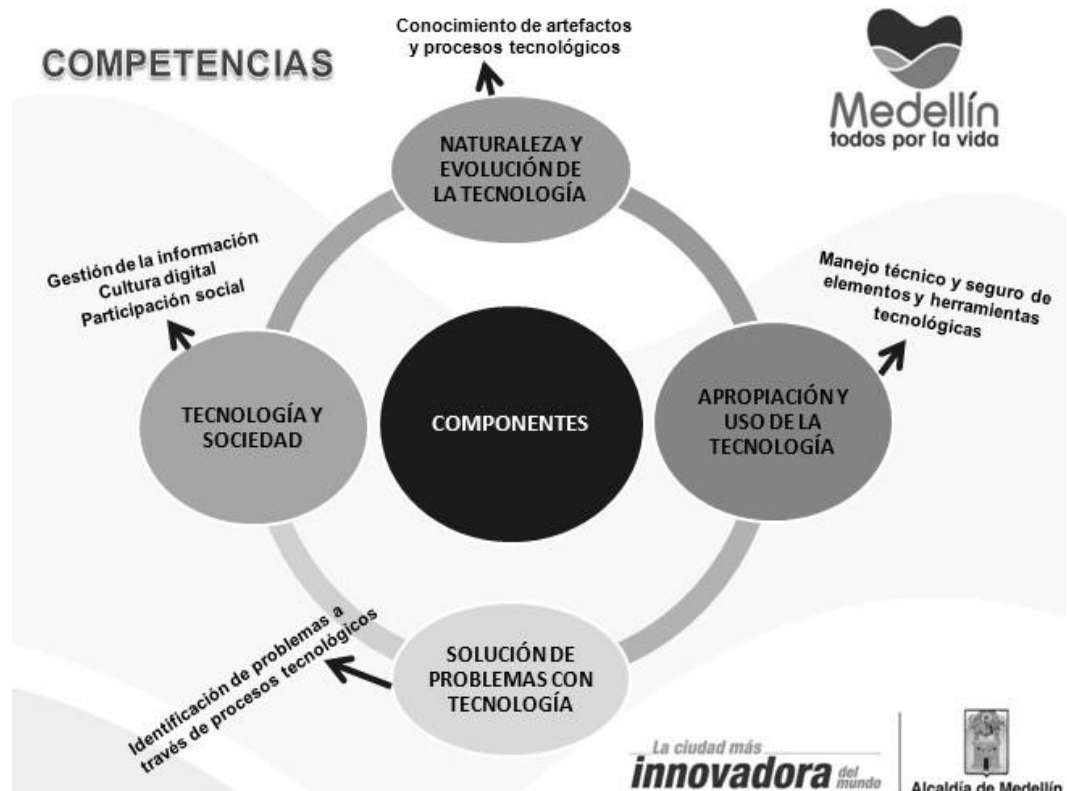 COMPETENCIAS
Conocimiento de artefactos
y procesos tecnológicos
Medellín
todos por la vida
NATURALEZA Y
EVOLUCIÓN DE
LA TECNOLOGÍA
Gestión de la información
Cultura digital
Participación social
Manejo técnico y seguro de
elementos y herramientas
tecnológicas
TECNOLOGÍA Y
SOCIEDAD
COMPONENTES
APROPIACIÓN Y
USO DE LA
TECNOLOGÍA
Identificación de problemas a
través de procesos tecnológicos
SOLUCIÓN DE
PROBLEMAS CON
TECNOLOGÍA
La ciudad más
innovadora del
mundo
Alcaldía de Medellín